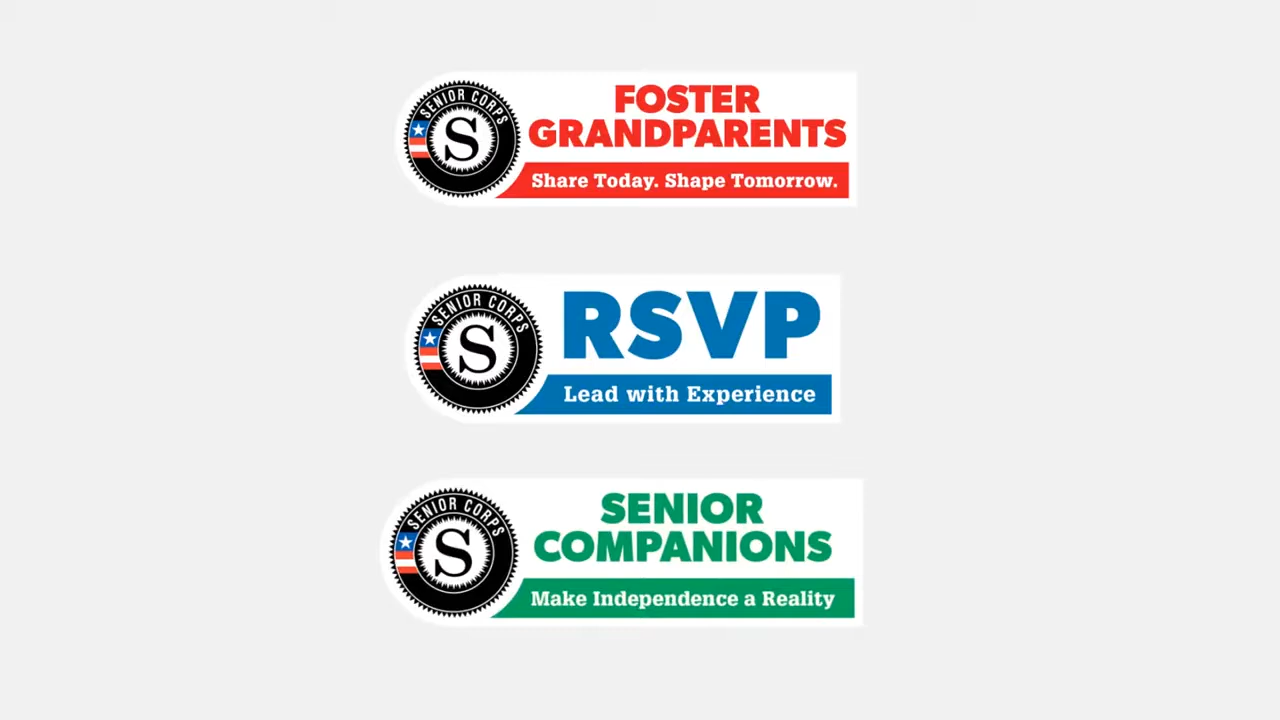 SENIOR CORPS
S
FOSTER
GRANDPARENTS
Share Today. Shape Tomorrow.
SENIOR CORPS
S
RSVP
Lead with Experience
SENIOR CORPS
S
SENIOR
COMPANIONS
Make Independence a Reality